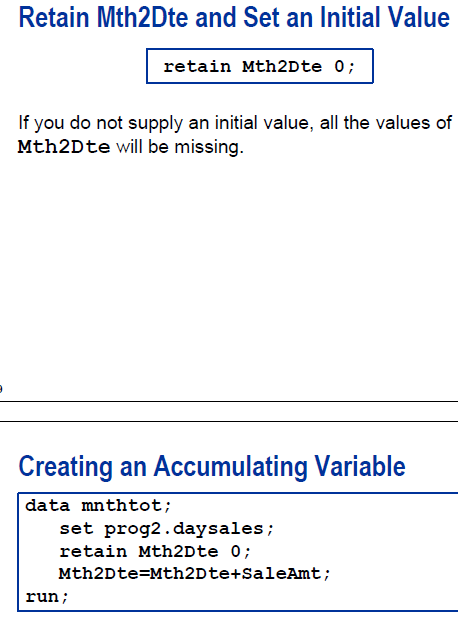 Retain Mth2Dte and Set an Initial Value
retain Mth2Dte 0;
If you do not supply an initial value, all the values of
Mth2Dte will be missing.
Creating an Accumulating Variable
data mnthtot;
set prog2.daysales;
retain Mth2Dte 0;
Mth2Dte=Mth2Dte+SaleAmt;
run;